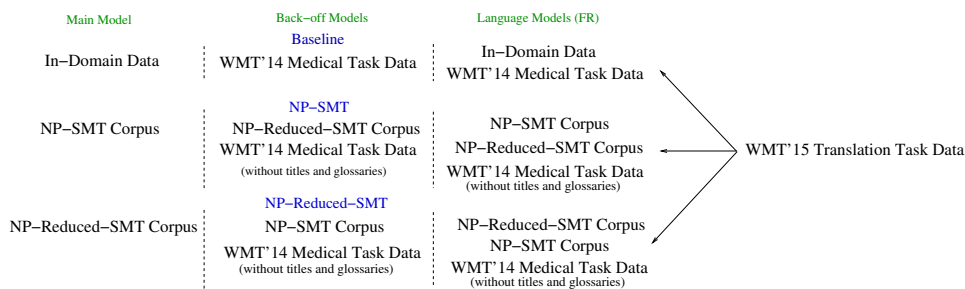 Main Model
Back-off Models
Language Models (FR)
Baseline
In-Domain Data
WMT'14 Medical Task Data
In-Domain Data
WMT'14 Medical Task Data
NP-SMT
NP-SMT Corpus
NP-Reduced-SMT Corpus
WMT'14 Medical Task Data
(without titles and glossaries)
NP-SMT Corpus
NP-Reduced-SMT Corpus
WMT'14 Medical Task Data
(without titles and glossaries)
WMT'15 Translation Task Data
NP-Reduced-SMT
NP-Reduced-SMT Corpus
NP-SMT Corpus
WMT'14 Medical Task Data
(without titles and glossaries)
NP-Reduced-SMT Corpus
NP-SMT Corpus
WMT'14 Medical Task Data
(without titles and glossaries)